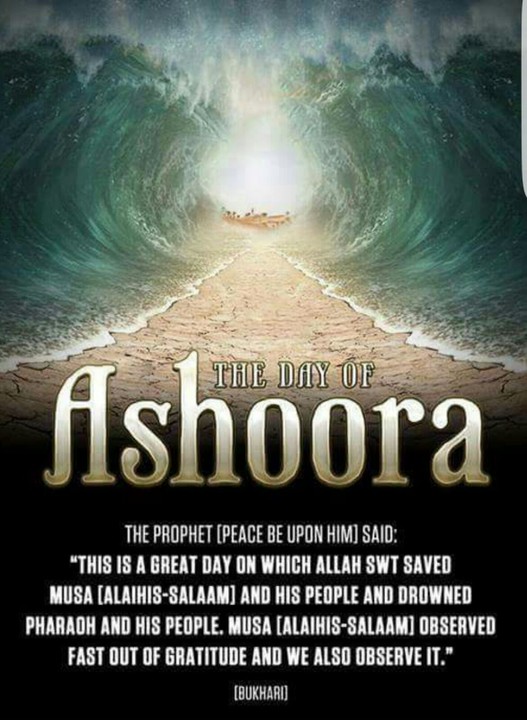 THE DAY OF
Ashoora
THE PROPHET [PEACE BE UPON HIM] SAID:
"THIS IS A GREAT DAY ON WHICH ALLAH SWT SAVED
MUSA [ALAIHIS-SALAAM] AND HIS PEOPLE AND DROWNED
PHARAOH AND HIS PEOPLE. MUSA [ALAIHIS-SALAAM] OBSERVED
FAST OUT OF GRATITUDE AND WE ALSO OBSERVE IT."
[BUKHARI]